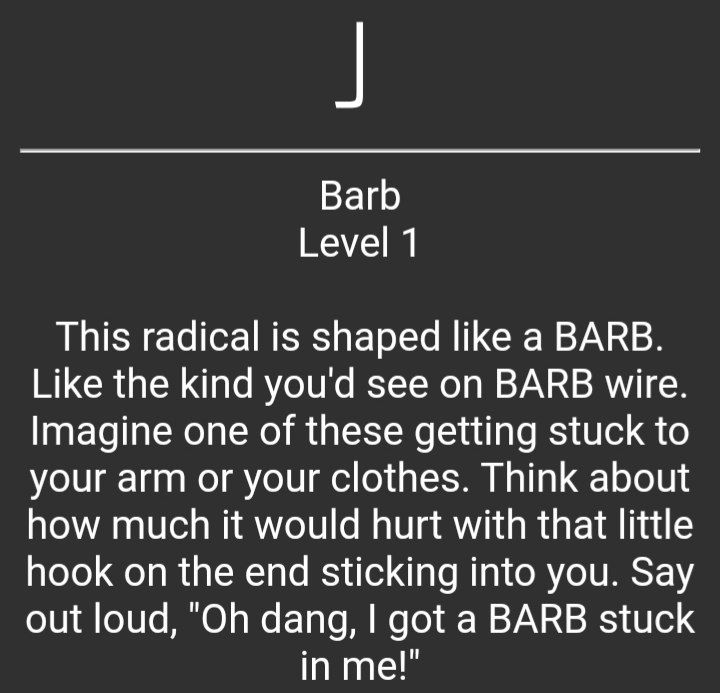 亅
Barb
Level 1
This radical is shaped like a BARB.
Like the kind you'd see on BARB wire.
Imagine one of these getting stuck to
your arm or your clothes. Think about
how much it would hurt with that little
hook on the end sticking into you. Say
out loud, "Oh dang, I got a BARB stuck
in me!"